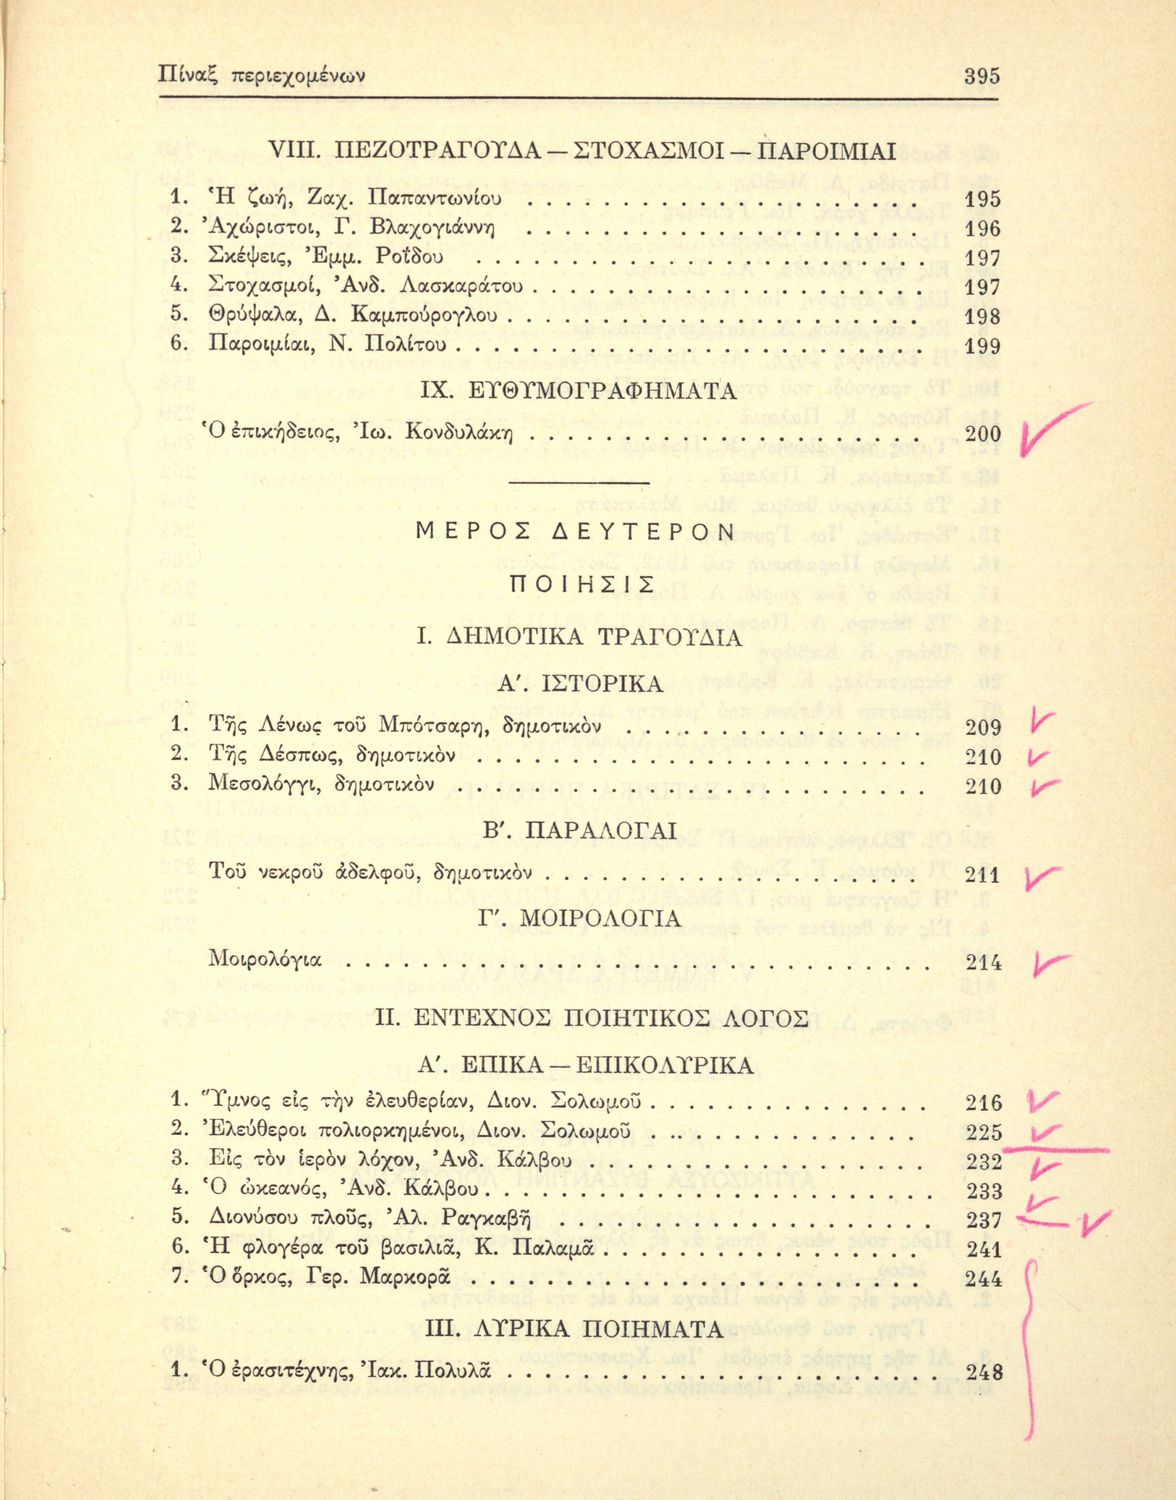 Πίναξ περιεχομένων 395
VIII. ΠΕΖΟΤΡΑΓΟΥΔΑ — ΣΤΟΧΑΣΜΟΙ — ΠΑΡΟΙΜΙΑΙ
1. Ἡ ζωή, Ζαχ. Παπαντωνίου . . . . . . . . . . . . . . . . 195
2. Ἀχώριστοι, Γ. Βλαχογιάννη . . . . . . . . . . . . . . . . 196
3. Σκέψεις, Ἐμμ. Ροΐδου . . . . . . . . . . . . . . . . . . 197
4. Στοχασμοί, Ἀνδ. Λασκαράτου . . . . . . . . . . . . . . . . 197
5. Θρύψαλα, Δ. Καμπούρογλου . . . . . . . . . . . . . . . . 198
6. Παροιμίαι, Ν. Πολίτου . . . . . . . . . . . . . . . . . . 199
IX. ΕΥΘΥΜΟΓΡΑΦΗΜΑΤΑ
Ὁ ἐπικήδειος, Ἰω. Κονδυλάκη . . . . . . . . . . . . . . . 200
ΜΕΡΟΣ ΔΕΥΤΕΡΟΝ
ΠΟΙΗΣΙΣ
I. ΔΗΜΟΤΙΚΑ ΤΡΑΓΟΥΔΙΑ
Α'. ΙΣΤΟΡΙΚΑ
1. Τῆς Λένως τοῦ Μπότσαρη, δημοτικὸν . . . . . . . . . . . . 209
2. Τῆς Δέσπως, δημοτικὸν . . . . . . . . . . . . . . . . . . 210
3. Μεσολόγγι, δημοτικὸν . . . . . . . . . . . . . . . . . . 210
Β'. ΠΑΡΑΛΟΓΑΙ
Τοῦ νεκροῦ ἀδελφοῦ, δημοτικὸν . . . . . . . . . . . . . . . 211
Γ'. ΜΟΙΡΟΛΟΓΙΑ
Μοιρολόγια . . . . . . . . . . . . . . . . . . . . . . . 214
II. ΕΝΤΕΧΝΟΣ ΠΟΙΗΤΙΚΟΣ ΛΟΓΟΣ
Α'. ΕΠΙΚΑ — ΕΠΙΚΟΛΥΡΙΚΑ
1. Ὕμνος εἰς τὴν ἐλευθερίαν, Διον. Σολωμοῦ . . . . . . . . . . . 216
2. Ἐλεύθεροι πολιορκημένοι, Διον. Σολωμοῦ . . . . . . . . . . . 225
3. Εἰς τὸν ἱερὸν λόχον, Ἀνδ. Κάλβου . . . . . . . . . . . . . 232
4. Ὁ ὠκεανός, Ἀνδ. Κάλβου . . . . . . . . . . . . . . . . . 233
5. Διονύσου πλοῦς, Ἀλ. Ραγκαβῆ . . . . . . . . . . . . . . . 237
6. Ἡ φλογέρα τοῦ βασιλιᾶ, Κ. Παλαμᾶ . . . . . . . . . . . . . 241
7. Ὁ ὅρκος, Γερ. Μαρκορᾶ . . . . . . . . . . . . . . . . . . 244
III. ΛΥΡΙΚΑ ΠΟΙΗΜΑΤΑ
1. Ὁ ἐρασιτέχνης, Ἰακ. Πολυλᾶ . . . . . . . . . . . . . . . . 248